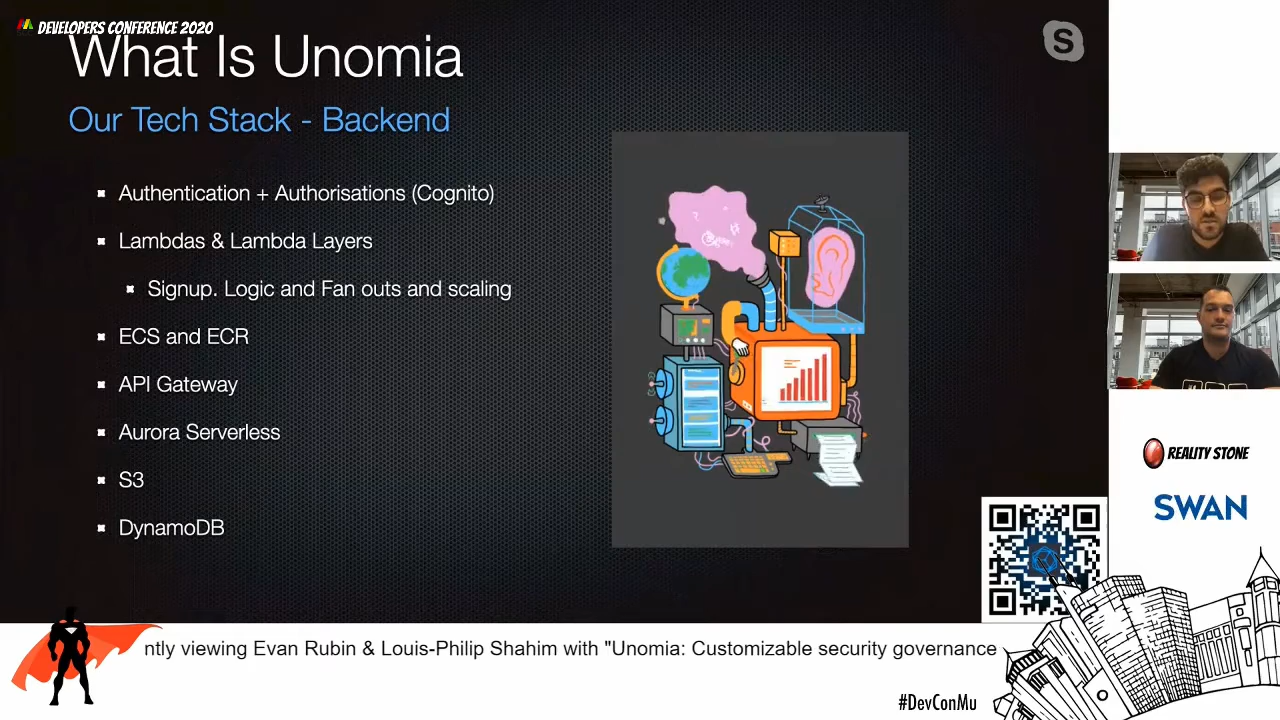 DEVELOPERS CONFERENCE 2020
What Is Unomia
Our Tech Stack - Backend
Authentication + Authorisations (Cognito)
Lambdas & Lambda Layers
Signup. Logic and Fan outs and scaling
ECS and ECR
API Gateway
Aurora Serverless
S3
DynamoDB
S
REALITY STONE
SWAN
ntly viewing Evan Rubin & Louis-Philip Shahim with "Unomia: Customizable security governance
#DevConMu